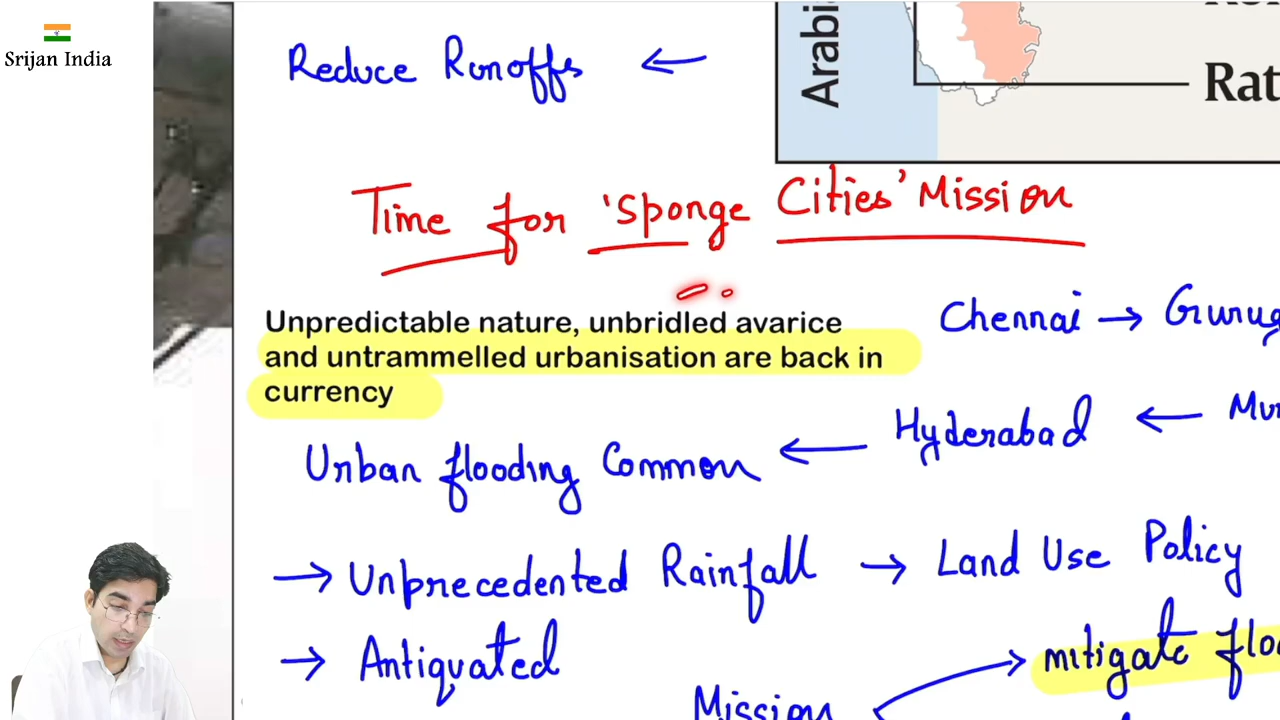 Srijan India
Reduce Runoffs ←
Arabi
Rat
Time for 'Sponge Cities' Mission
Unpredictable nature, unbridled avarice
and untrammelled urbanisation are back in
currency
Chennai → Gurug
Hyderabad ← Mu
Urban flooding Common ←
→ Unprecedented Rainfall → Land Use Policy
→ Antiquated
mitigate flo
Mission